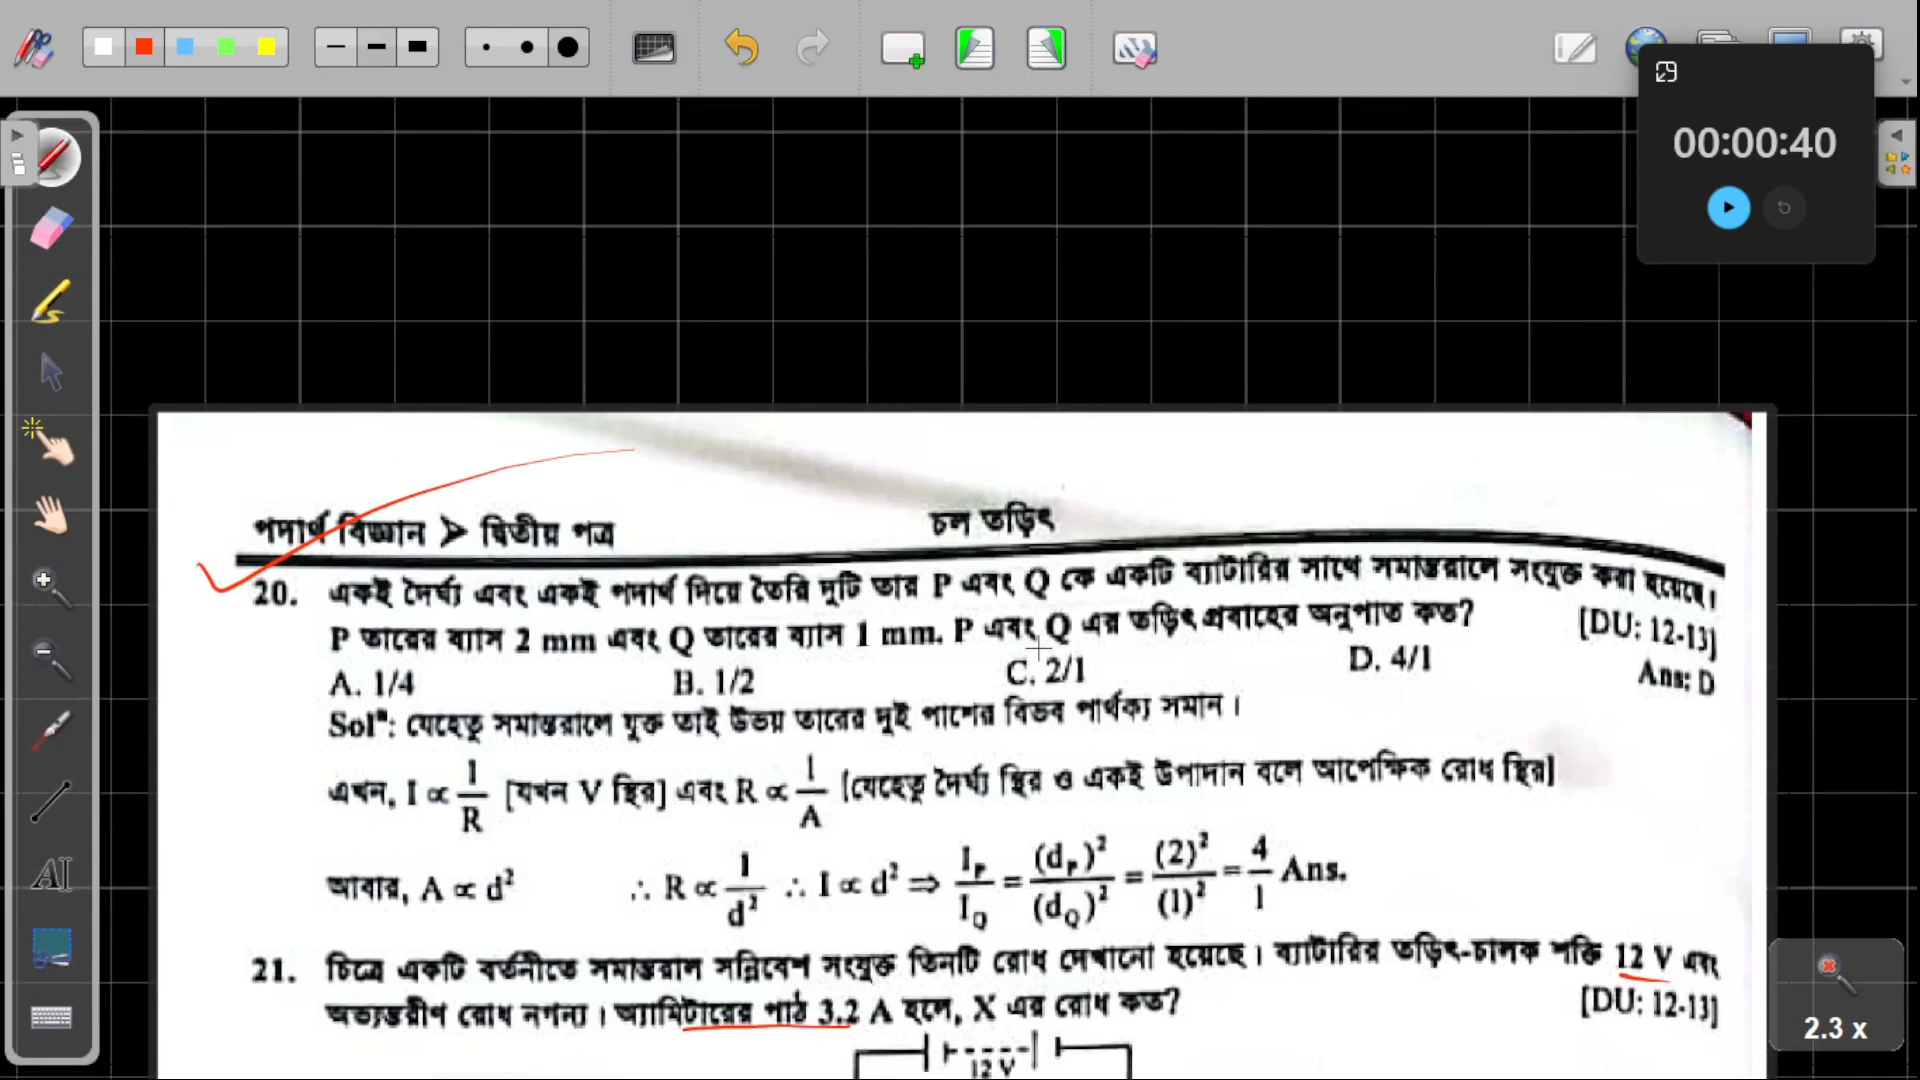 00:00:40
পদার্থ বিজ্ঞান ➤ দ্বিতীয় পত্র
চল তড়িৎ
20. একই দৈর্ঘ্য এবং একই পদার্থ দিয়ে তৈরি দুটি তার P এবং Q কে একটি ব্যাটারির সাথে সমান্তরালে সংযুক্ত করা হয়েছে।
P তারের ব্যাস 2 mm এবং Q তারের ব্যাস 1 mm. P এবং Q এর তড়িৎ প্রবাহের অনুপাত কত? [DU: 12-13]
A. 1/4 B. 1/2 C. 2/1 D. 4/1 Ans: D
Solⁿ: যেহেতু সমান্তরালে যুক্ত তাই উভয় তারের দুই পাশের বিভব পার্থক্য সমান।
এখন, I ∝ 1/R [যখন V স্থির] এবং R ∝ 1/A [যেহেতু দৈর্ঘ্য স্থির ও একই উপাদান বলে আপেক্ষিক রোধ স্থির]
আবার, A ∝ d² ∴ R ∝ 1/d² ∴ I ∝ d² ⇒ I_P/I_Q = (d_P)²/(d_Q)² = (2)²/(1)² = 4/1 Ans.
21. চিত্রে একটি বর্তনীতে সমান্তরাল সন্নিবেশ সংযুক্ত তিনটি রোধ দেখানো হয়েছে। ব্যাটারির তড়িৎ-চালক শক্তি 12 V এবং
অভ্যন্তরীণ রোধ নগন্য। অ্যামিটারের পাঠ 3.2 A হলে, X এর রোধ কত? [DU: 12-13]
12 V
AI
2.3 x